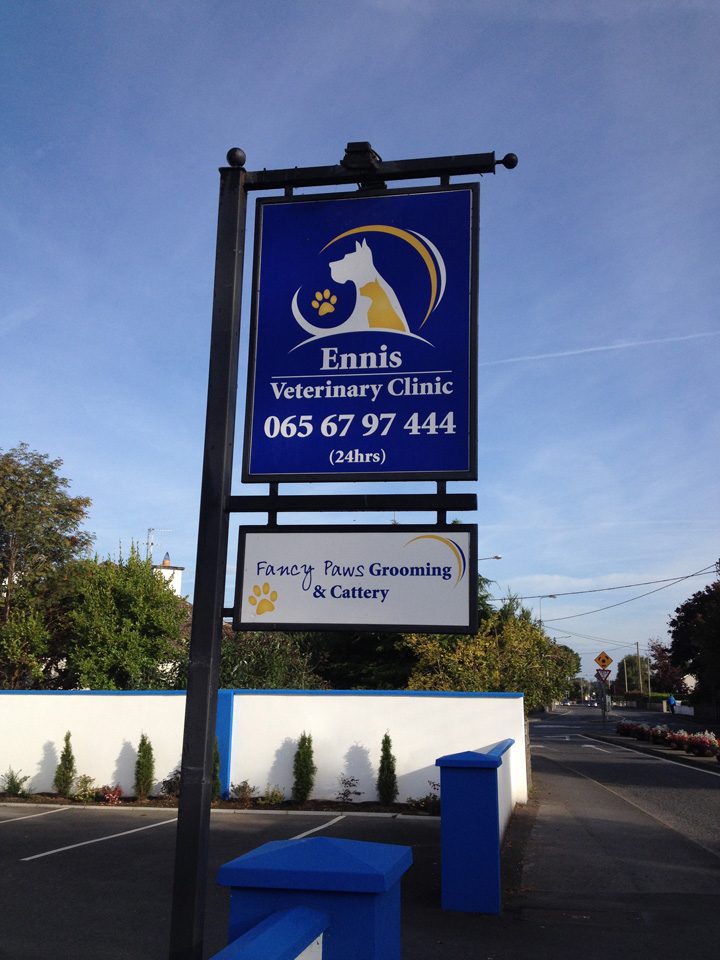 Ennis
Veterinary Clinic
065 67 97 444
(24hrs)
Fancy Paws Grooming
& Cattery